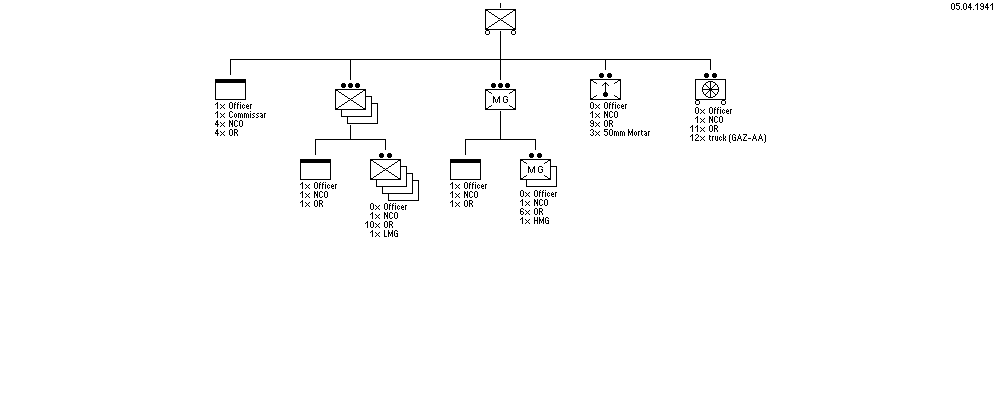 05.04.1941
1x Officer
1x Commissar
4x NCO
4x OR
MG
0x Officer
1x NCO
9x OR
3x 50mm Mortar
0x Officer
1x NCO
11x OR
12x truck (GAZ-AA)
1x Officer
1x NCO
1x OR
0x Officer
1x NCO
10x OR
1x LMG
1x Officer
1x NCO
1x OR
MG
0x Officer
1x NCO
6x OR
1x HMG